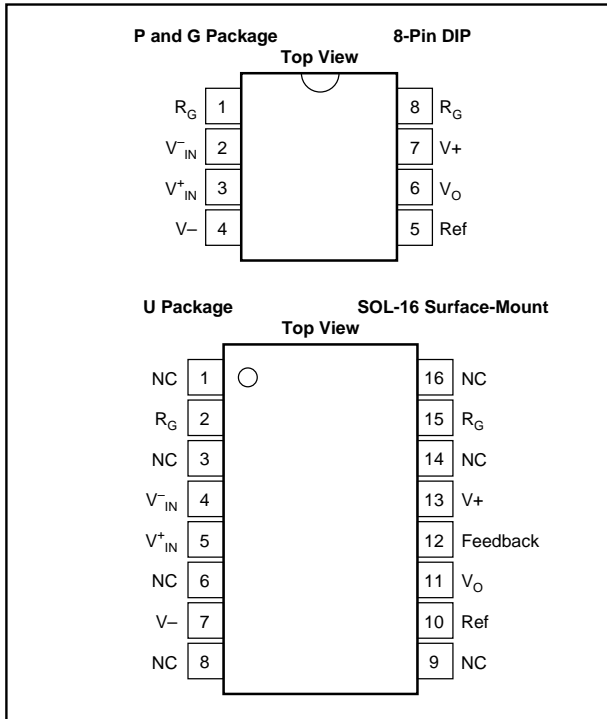 P and G Package 8-Pin DIP
Top View
R_G 1 8 R_G
V⁻_IN 2 7 V+
V⁺_IN 3 6 V_O
V– 4 5 Ref
U Package SOL-16 Surface-Mount
Top View
NC 1 16 NC
R_G 2 15 R_G
NC 3 14 NC
V⁻_IN 4 13 V+
V⁺_IN 5 12 Feedback
NC 6 11 V_O
V– 7 10 Ref
NC 8 9 NC